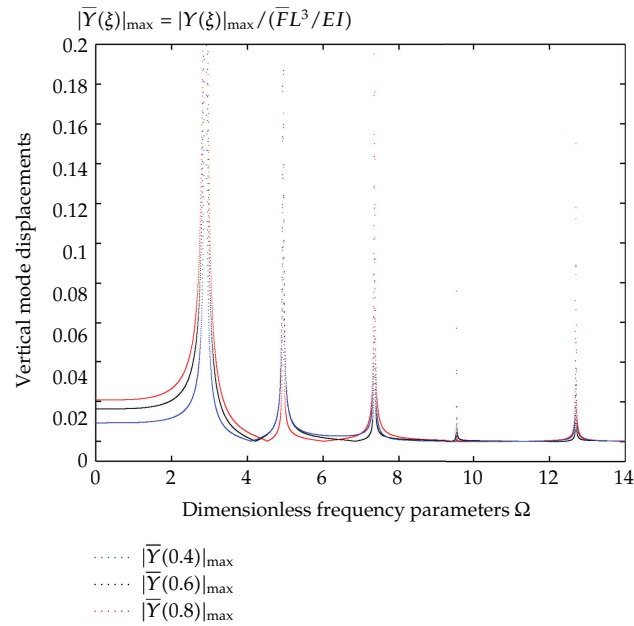 |Y̅(ξ)|max = |Y(ξ)|max/(F̅L³/EI)
0.2
0.18
0.16
0.14
0.12
0.1
0.08
0.06
0.04
0.02
0
Vertical mode displacements
0 2 4 6 8 10 12 14
Dimensionless frequency parameters Ω
|Y̅(0.4)|max
|Y̅(0.6)|max
|Y̅(0.8)|max